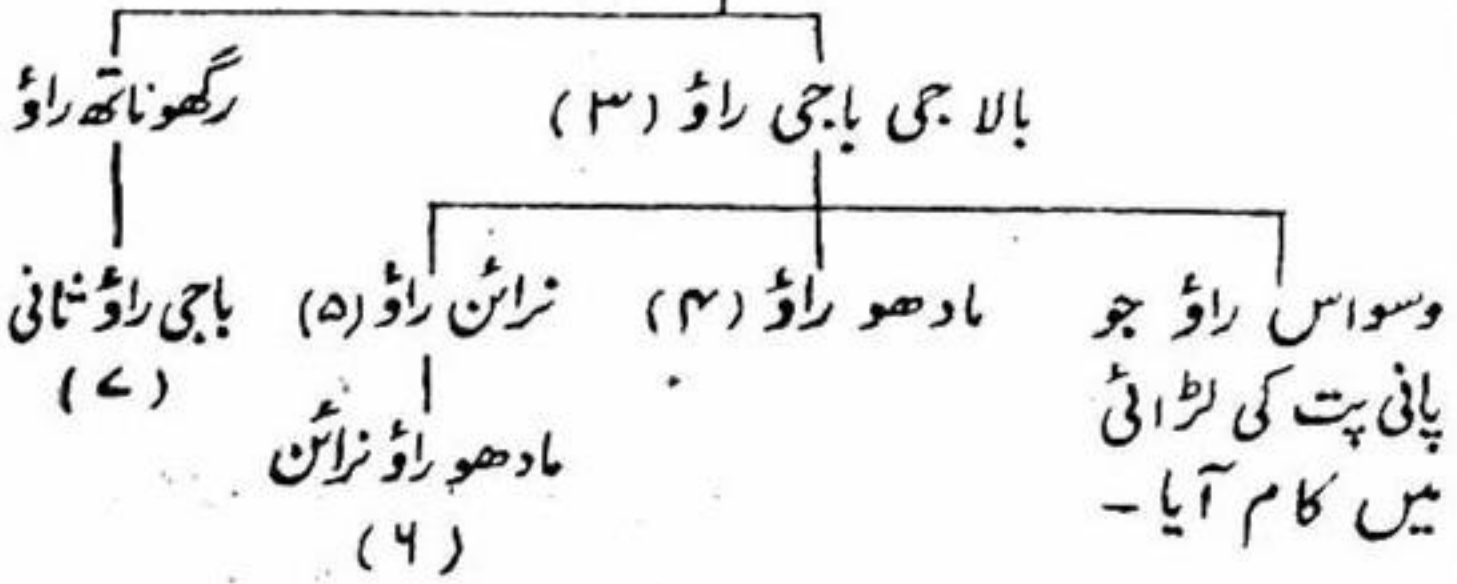 بالا جی باجی راؤ (۳)
رگھوناتھ راؤ
وسواس راؤ جو
پانی پت کی لڑائی
میں کام آیا ۔
مادھو راؤ (۴)
نرائن راؤ (۵)
مادھو راؤ نرائن
(۶)
باجی راؤ ثانی
(۷)